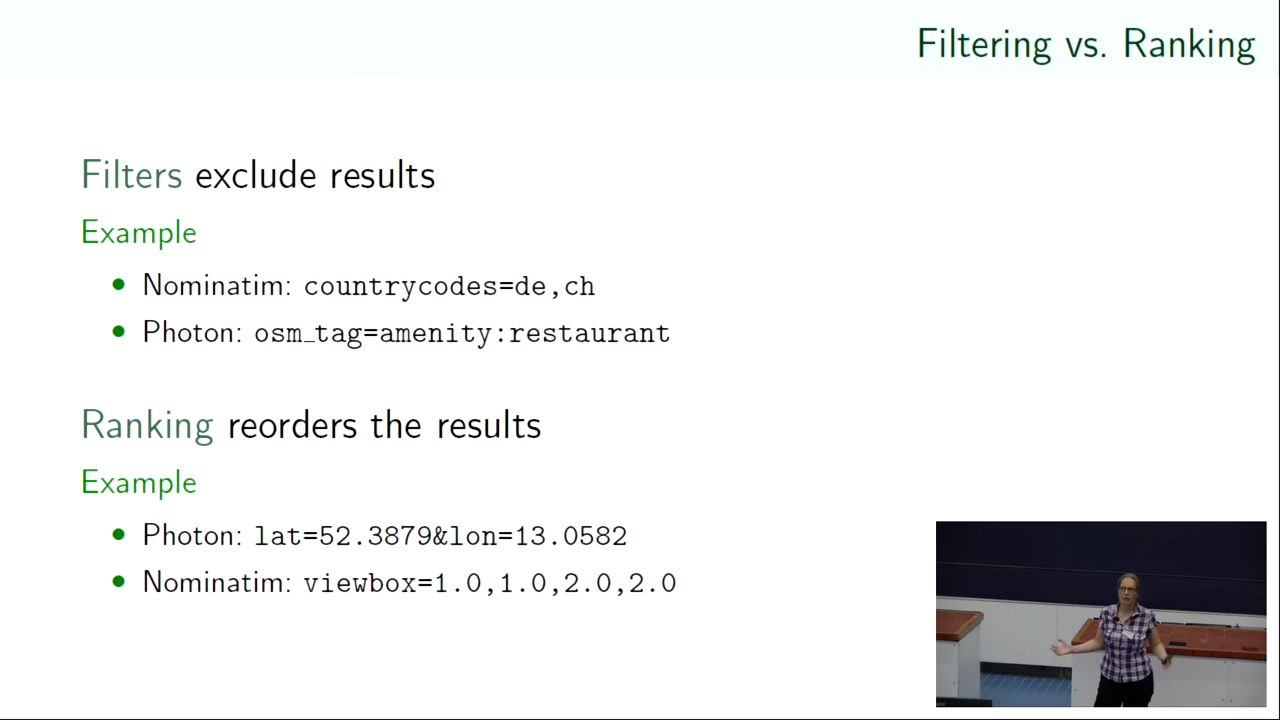 Filtering vs. Ranking
Filters exclude results
Example
• Nominatim: countrycodes=de,ch
• Photon: osm_tag=amenity:restaurant
Ranking reorders the results
Example
• Photon: lat=52.3879&lon=13.0582
• Nominatim: viewbox=1.0,1.0,2.0,2.0